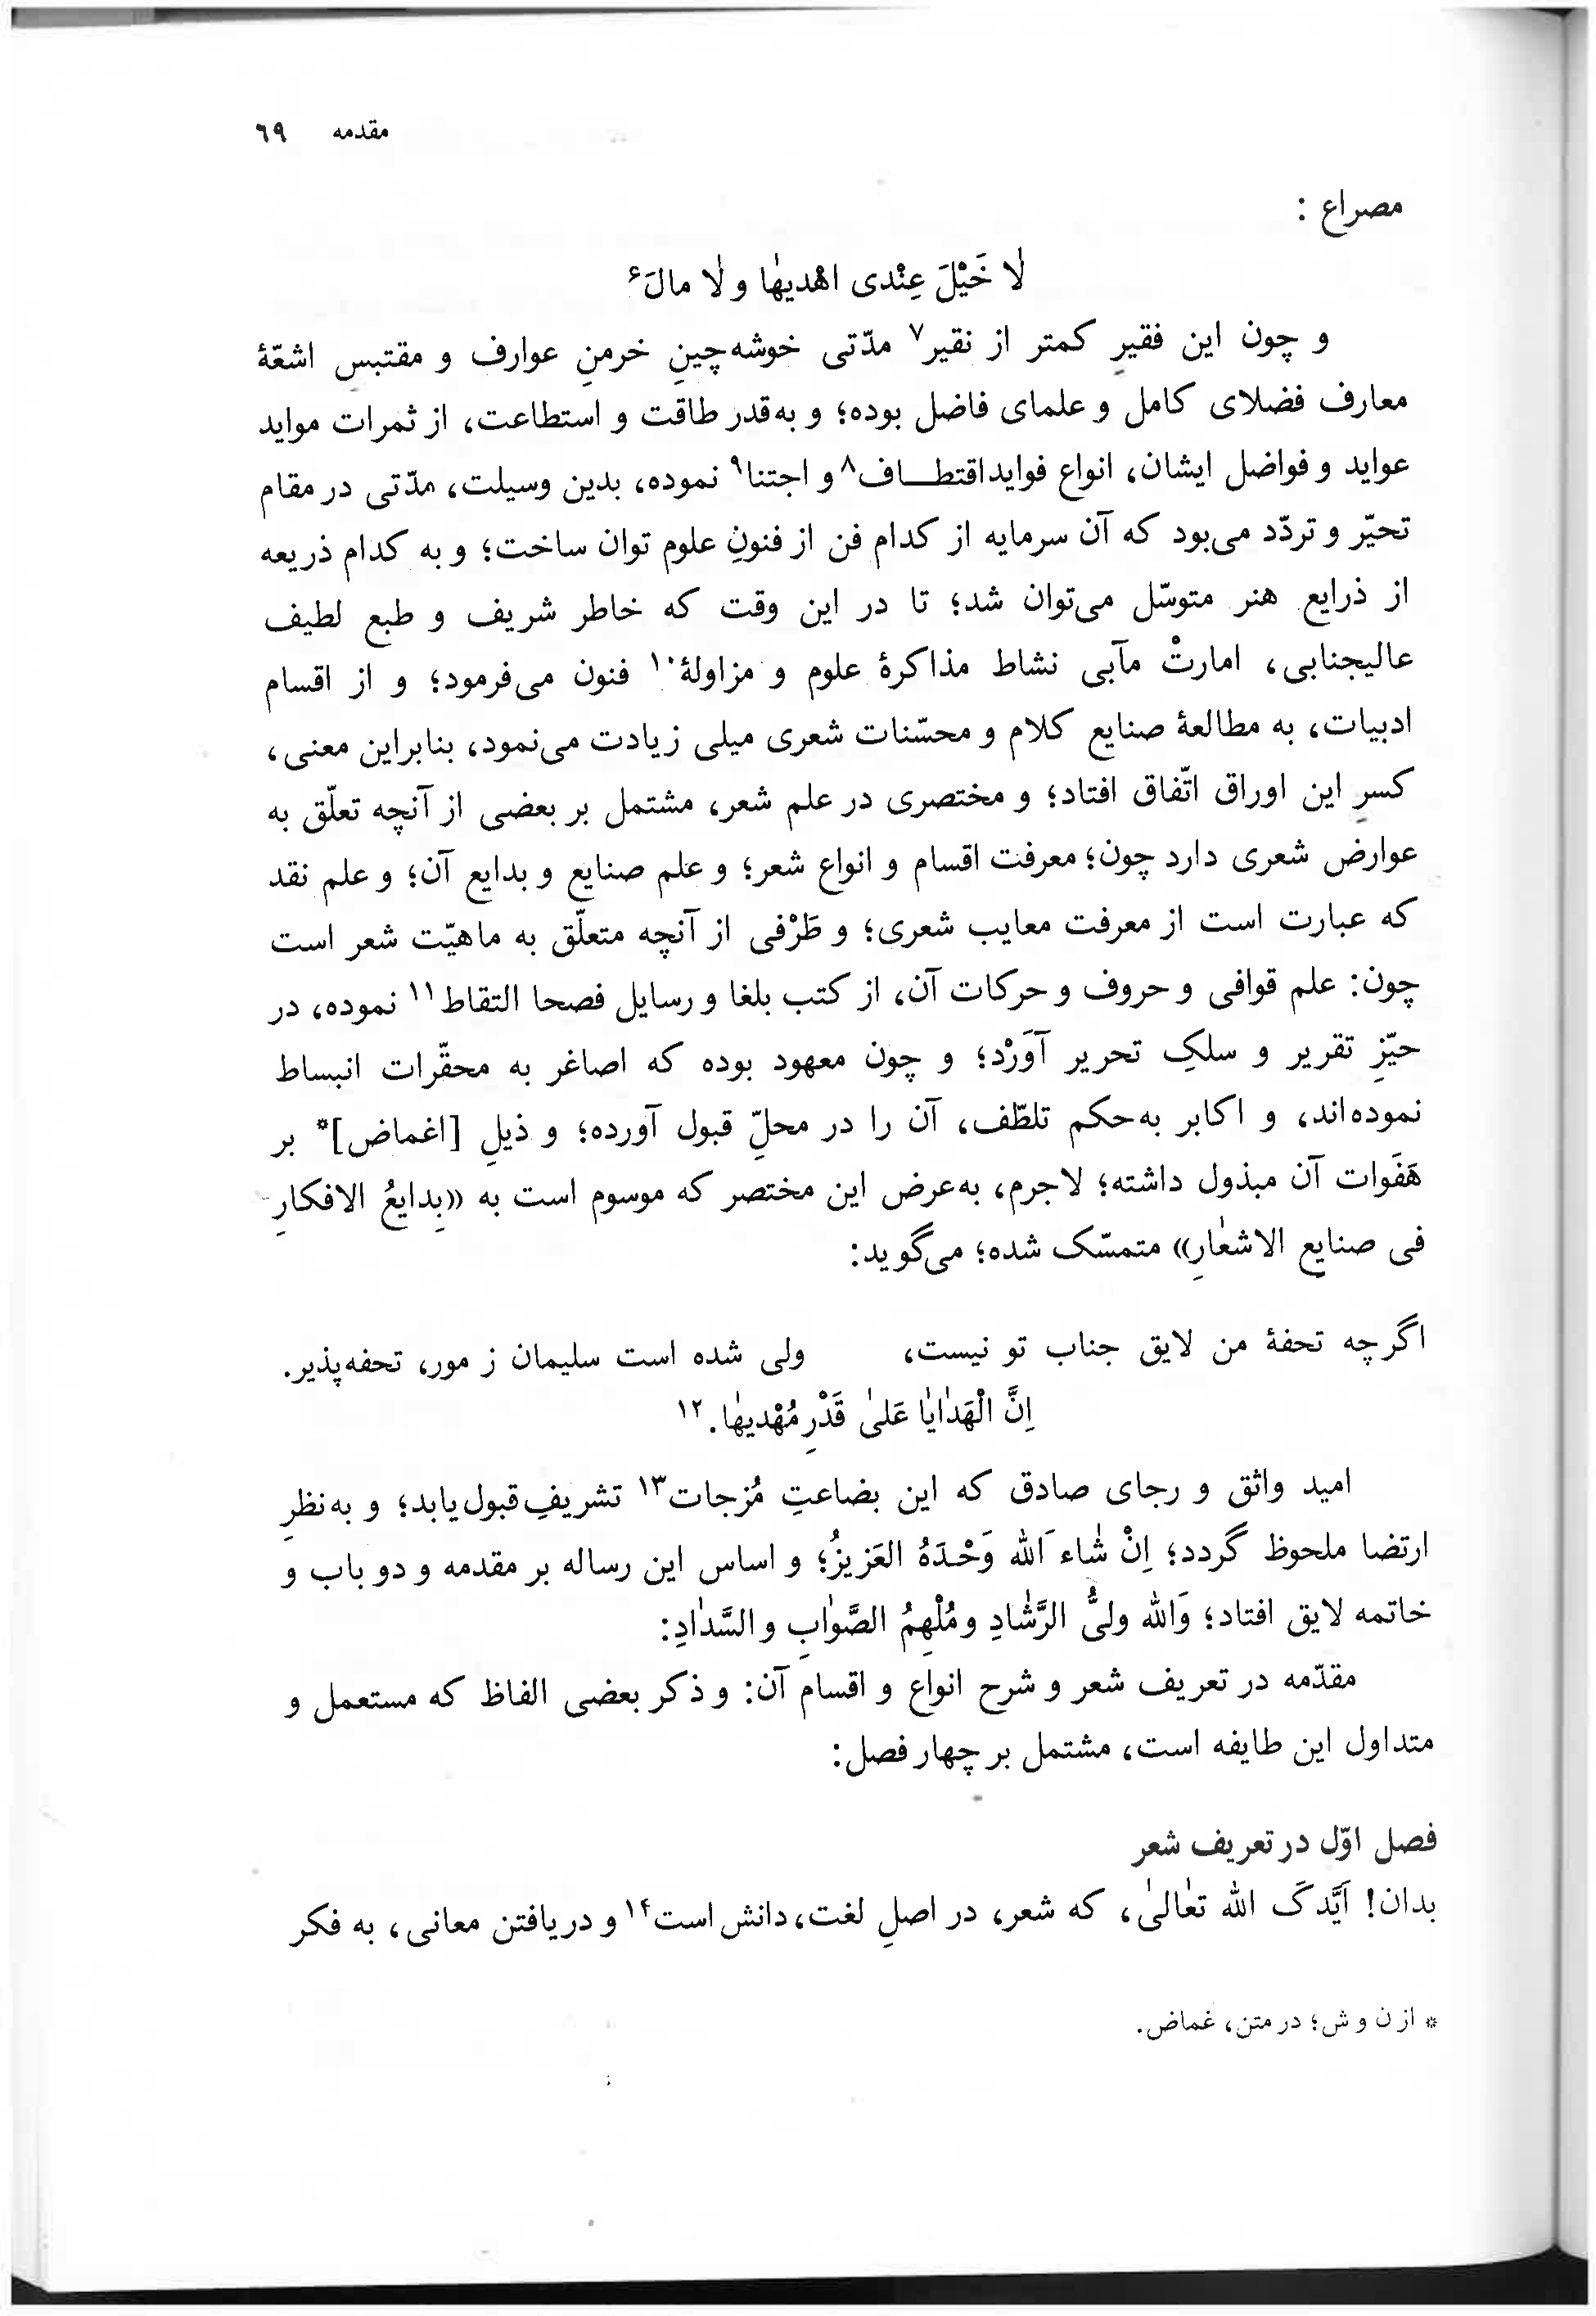 مقدمه ٦٩
مصراع :
لٰا خَیْلَ عِنْدی اهْدیهٰا و لٰا مالَ۶
و چون این فقیرِ کمتر از نقیر۷ مدّتی خوشه‌چینِ خرمنِ عوارف و مقتبسِ اشعّهٔ
معارف فضلای کامل و علمای فاضل بوده؛ و به‌قدر طاقت و استطاعت، از ثمرات مواید
عواید و فواضل ایشان، انواع فوایداقتطـاف۸ و اجتنا۹ نموده، بدین وسیلت، مدّتی در مقام
تحیّر و تردّد می‌بود که آن سرمایه از کدام فن از فنونِ علوم توان ساخت؛ و به کدام ذریعه
از ذرایع هنر متوسّل می‌توان شد؛ تا در این وقت که خاطر شریف و طبع لطیف
عالیجنابی، امارتْ مآبی نشاط مذاکرهٔ علوم و مزاولهٔ۱۰ فنون می‌فرمود؛ و از اقسام
ادبیات، به مطالعهٔ صنایع کلام و محسّنات شعری میلی زیادت می‌نمود، بنابراین معنی،
کسرِ این اوراق اتّفاق افتاد؛ و مختصری در علم شعر، مشتمل بر بعضی از آنچه تعلّق به
عوارض شعری دارد چون؛ معرفت اقسام و انواع شعر؛ و علم صنایع و بدایع آن؛ و علم نقد
که عبارت است از معرفت معایب شعری؛ و طَرْفی از آنچه متعلّق به ماهیّت شعر است
چون: علم قوافی و حروف و حرکات آن، از کتب بلغا و رسایل فصحا التقاط۱۱ نموده، در
حیّزِ تقریر و سلکِ تحریر آوَرْد؛ و چون معهود بوده که اصاغر به محقّرات انبساط
نموده‌اند، و اکابر به‌حکم تلطّف، آن را در محلِّ قبول آورده؛ و ذیلِ [اغماض]* بر
هَفَوات آن مبذول داشته؛ لاجرم، به‌عرض این مختصر که موسوم است به «بِدایعُ الافکارِ
فی صنایع الاشعٰارِ» متمسّک شده؛ می‌گوید:
اگرچه تحفهٔ من لایق جناب تو نیست، ولی شده است سلیمان ز مور، تحفه‌پذیر.
اِنَّ الْهَدٰایٰا عَلیٰ قَدْرِ مُهْدیهٰا.۱۲
امید واثق و رجای صادق که این بضاعتِ مُزجات۱۳ تشریفِ قبول‌یابد؛ و به‌نظرِ
ارتضا ملحوظ گردد؛ اِنْ شٰاءَ الله وَحْدَهُ العَزیزُ؛ و اساس این رساله بر مقدمه و دو باب و
خاتمه لایق افتاد؛ وَالله ولیُّ الرَّشٰادِ و مُلْهِمُ الصَّوٰابِ و السَّدٰادِ:
مقدّمه در تعریف شعر و شرح انواع و اقسام آن: و ذکر بعضی الفاظ که مستعمل و
متداول این طایفه است، مشتمل بر چهار فصل:
فصل اوّل در تعریف شعر
بدان! اَیَّدکَ الله تعٰالیٰ، که شعر، در اصلِ لغت، دانش است۱۴ و دریافتن معانی، به فکر
* از ن و ش؛ در متن، غماض.